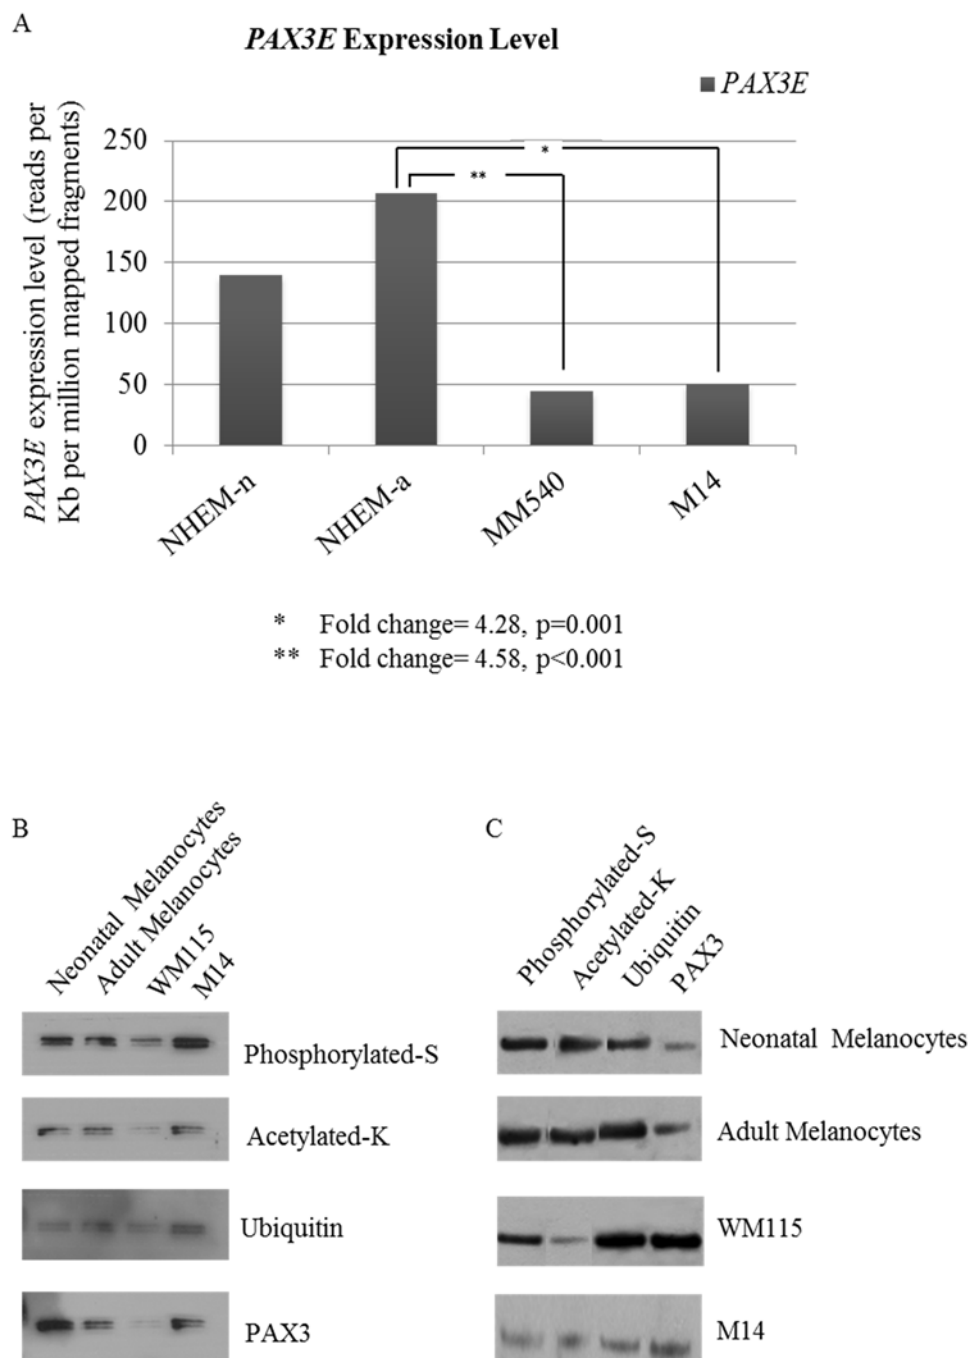 A
PAX3E Expression Level
PAX3E
PAX3E expression level (reads per
Kb per million mapped fragments)
250
200
150
100
50
0
*
**
NHEM-n
NHEM-a
MM540
M14
* Fold change= 4.28, p=0.001
** Fold change= 4.58, p<0.001
B
Neonatal Melanocytes
Adult Melanocytes
WM115
M14
Phosphorylated-S
Acetylated-K
Ubiquitin
PAX3
C
Phosphorylated-S
Acetylated-K
Ubiquitin
PAX3
Neonatal Melanocytes
Adult Melanocytes
WM115
M14